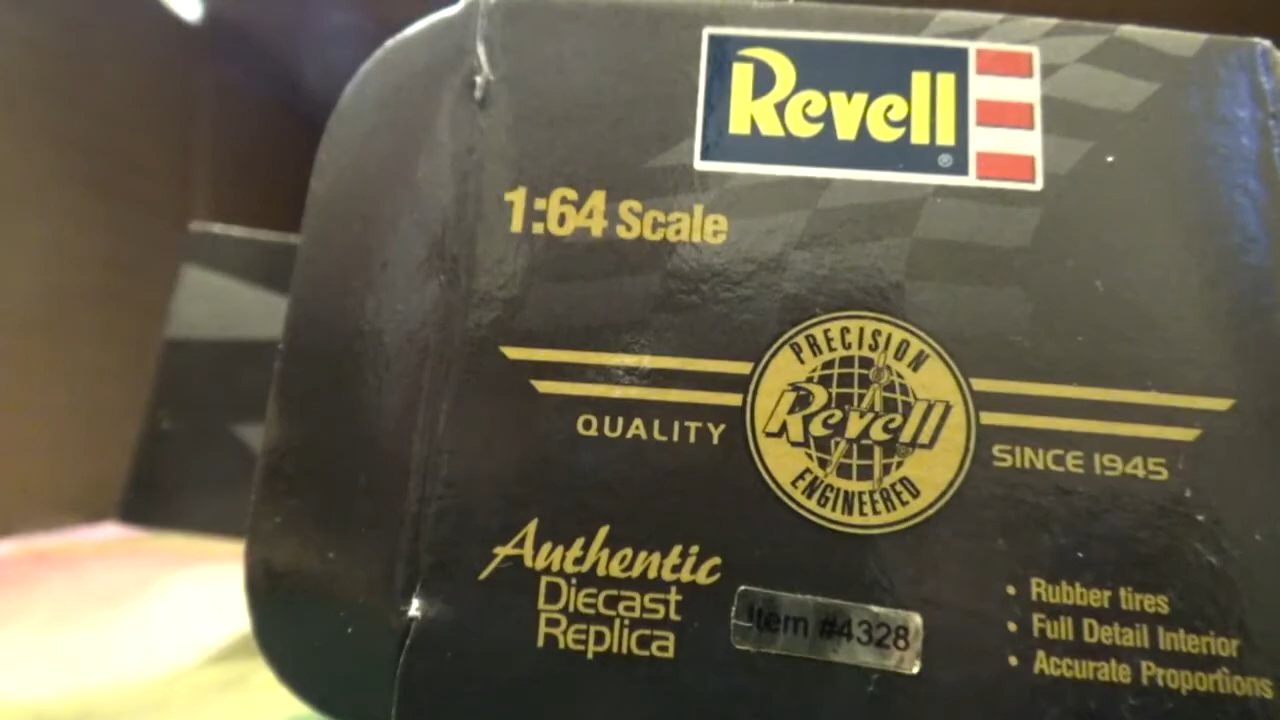 Revell
®
1:64 Scale
PRECISION
Revell
ENGINEERED
QUALITY
SINCE 1945
Authentic
Diecast
Replica
Item #4328
• Rubber tires
• Full Detail Interior
• Accurate Proportions